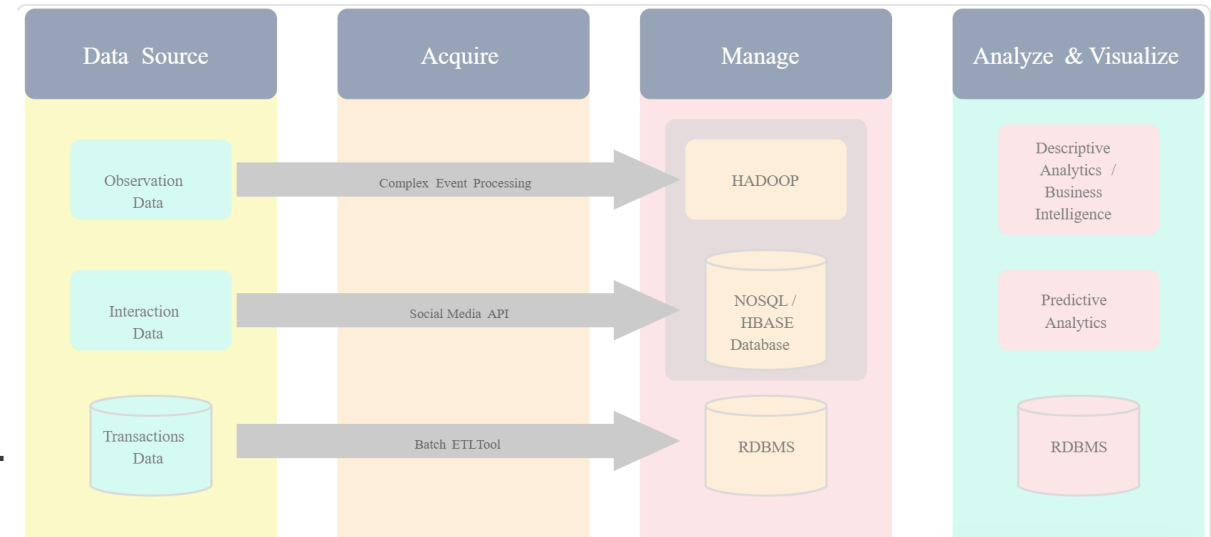 Data Source
Acquire
Manage
Analyze & Visualize
Observation
Data
Complex Event Processing
HADOOP
Descriptive
Analytics /
Business
Intelligence
Interaction
Data
Social Media API
NOSQL /
HBASE
Database
Predictive
Analytics
Transactions
Data
Batch ETLTool
RDBMS
RDBMS